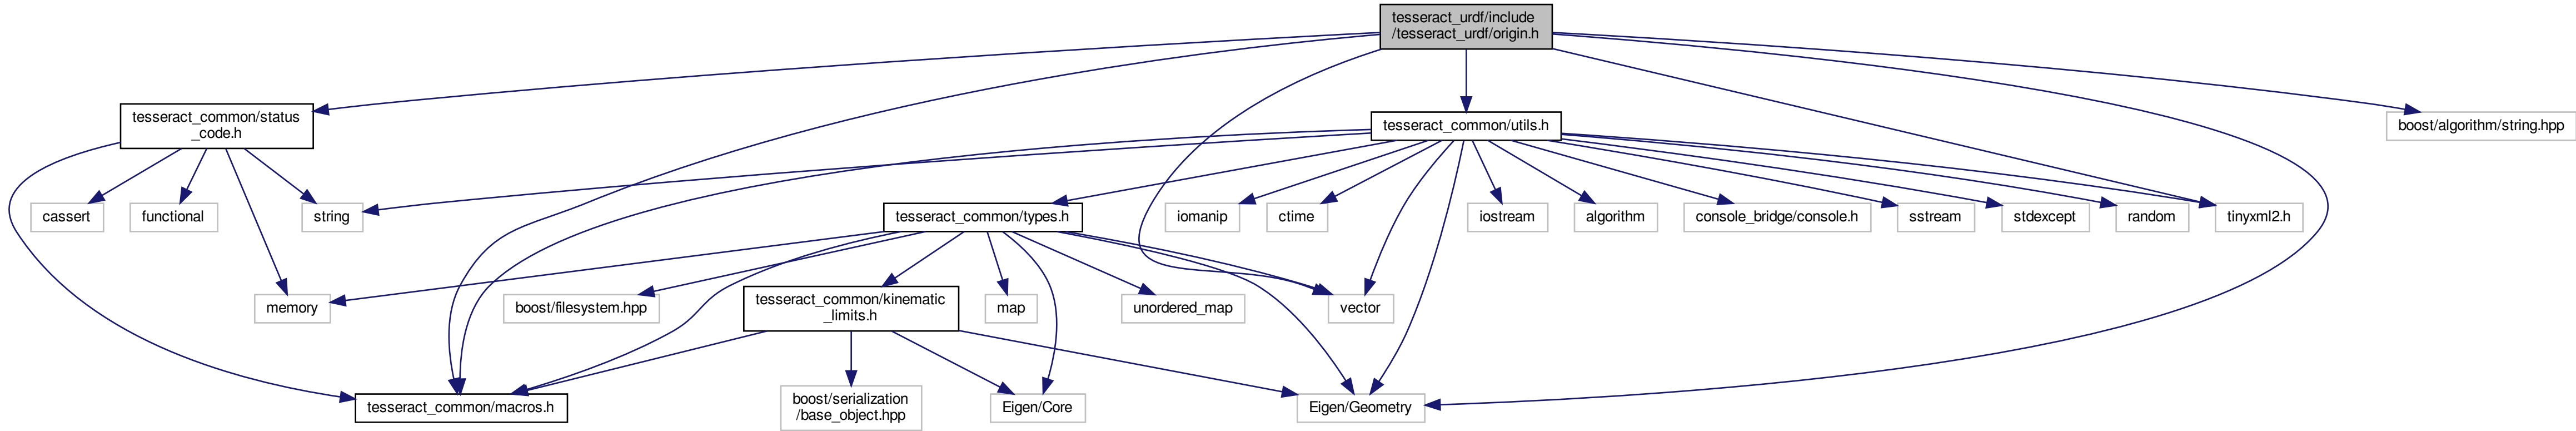 tesseract_urdf/include
/tesseract_urdf/origin.h
tesseract_common/status
_code.h
tesseract_common/utils.h
boost/algorithm/string.hpp
cassert
functional
string
tesseract_common/types.h
iomanip
ctime
iostream
algorithm
console_bridge/console.h
sstream
stdexcept
random
tinyxml2.h
memory
boost/filesystem.hpp
tesseract_common/kinematic
_limits.h
map
unordered_map
vector
tesseract_common/macros.h
boost/serialization
/base_object.hpp
Eigen/Core
Eigen/Geometry